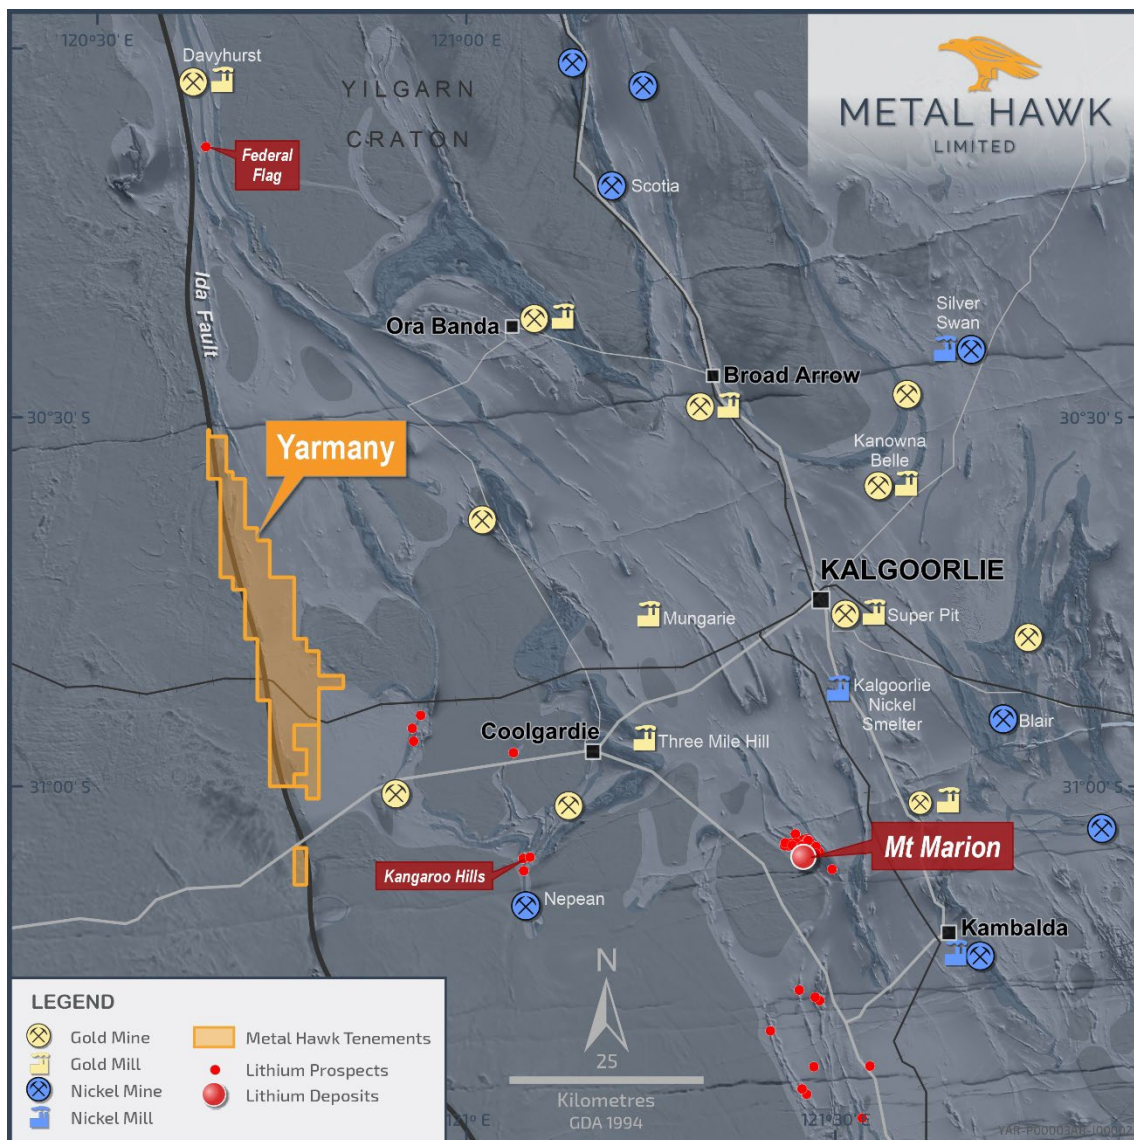 120°30' E
121°00' E
METAL HAWK
LIMITED
Davyhurst
YILGARN
CRATON
Federal
Flag
Scotia
Ida Fault
Silver
Swan
Ora Banda
Broad Arrow
30°30' S
30°30' S
Yarmany
Kanowna
Belle
KALGOORLIE
Mungarie
Super Pit
Kalgoorlie
Nickel
Smelter
Blair
Coolgardie
Three Mile Hill
31°00' S
31°00' S
Mt Marion
Kangaroo Hills
Nepean
Kambalda
N
25
Kilometres
GDA 1994
LEGEND
Gold Mine
Gold Mill
Nickel Mine
Nickel Mill
Metal Hawk Tenements
Lithium Prospects
Lithium Deposits
121° E
121°30' E